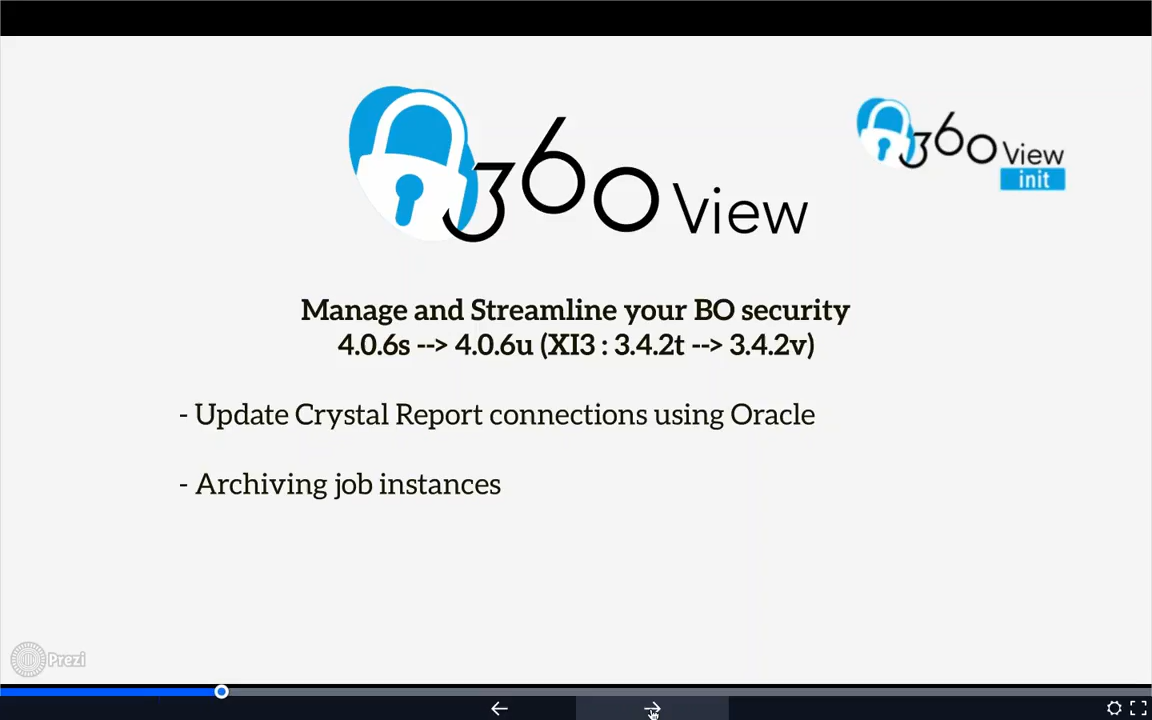 360 View
360 View
init
Manage and Streamline your BO security
4.0.6s --> 4.0.6u (XI3 : 3.4.2t --> 3.4.2v)
- Update Crystal Report connections using Oracle
- Archiving job instances
Prezi